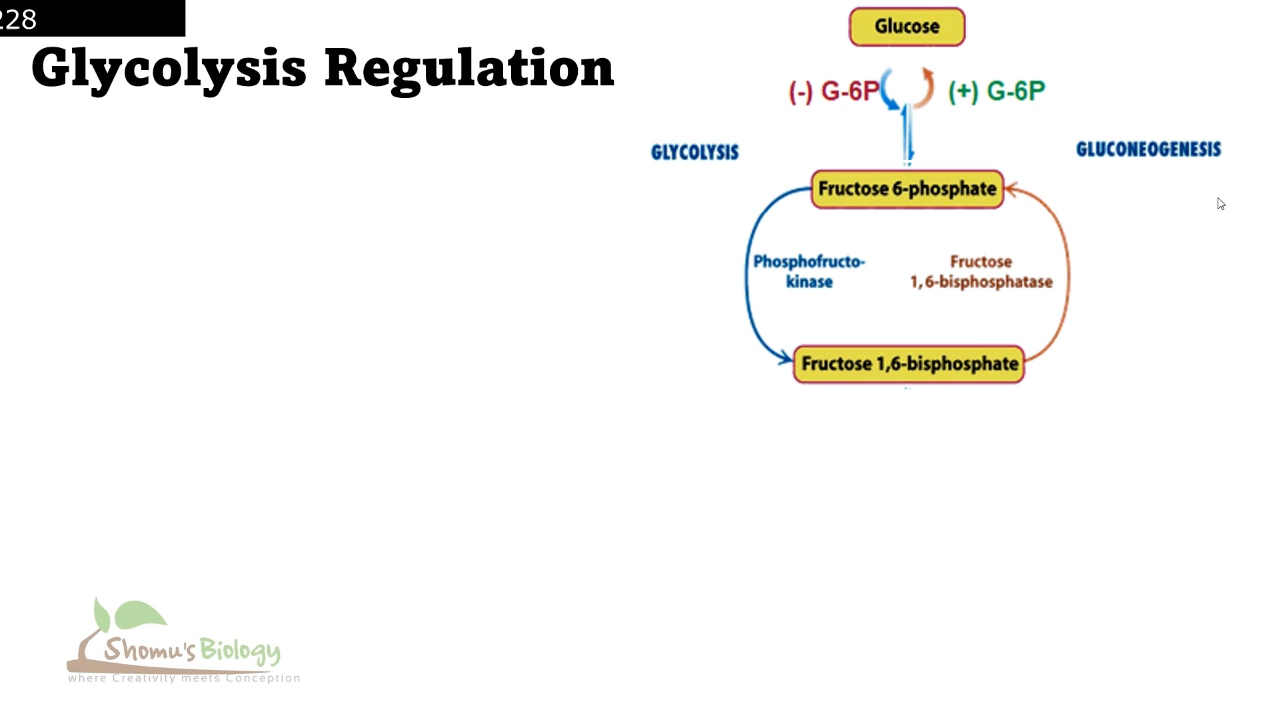 228
Glycolysis Regulation
Glucose
(-) G-6P
(+) G-6P
GLYCOLYSIS
GLUCONEOGENESIS
Fructose 6-phosphate
Phosphofructo-
kinase
Fructose
1,6-bisphosphatase
Fructose 1,6-bisphosphate
Shomu's Biology
where Creativity meets Conception